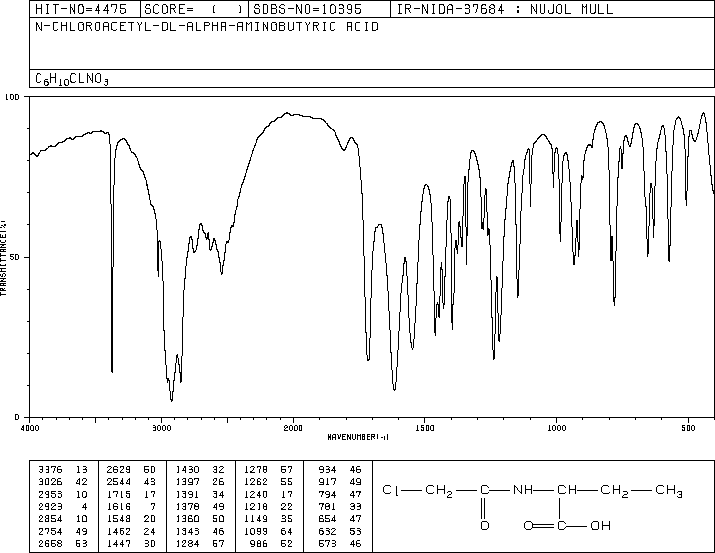 HIT-NO=4475 SCORE= ( ) SDBS-NO=10395 IR-NIDA-37684 : NUJOL MULL
N-CHLOROACETYL-DL-ALPHA-AMINOBUTYRIC ACID
C6H10CLNO3
100
50
0
TRANSMITTANCE(%)
4000 3000 2000 1500 1000 500
WAVENUMBER(-1)
3376 13 2629 50 1430 32 1278 57 934 46
3026 42 2544 43 1397 26 1262 55 917 49
2953 10 1715 17 1391 34 1240 17 794 47
2923 4 1616 7 1378 49 1218 22 781 33
2854 10 1548 20 1360 50 1149 35 654 47
2754 49 1462 24 1343 46 1099 64 632 53
2658 53 1447 30 1284 57 986 52 573 46
Cl—CH2—C—NH—CH—CH2—CH3
O O=C—OH